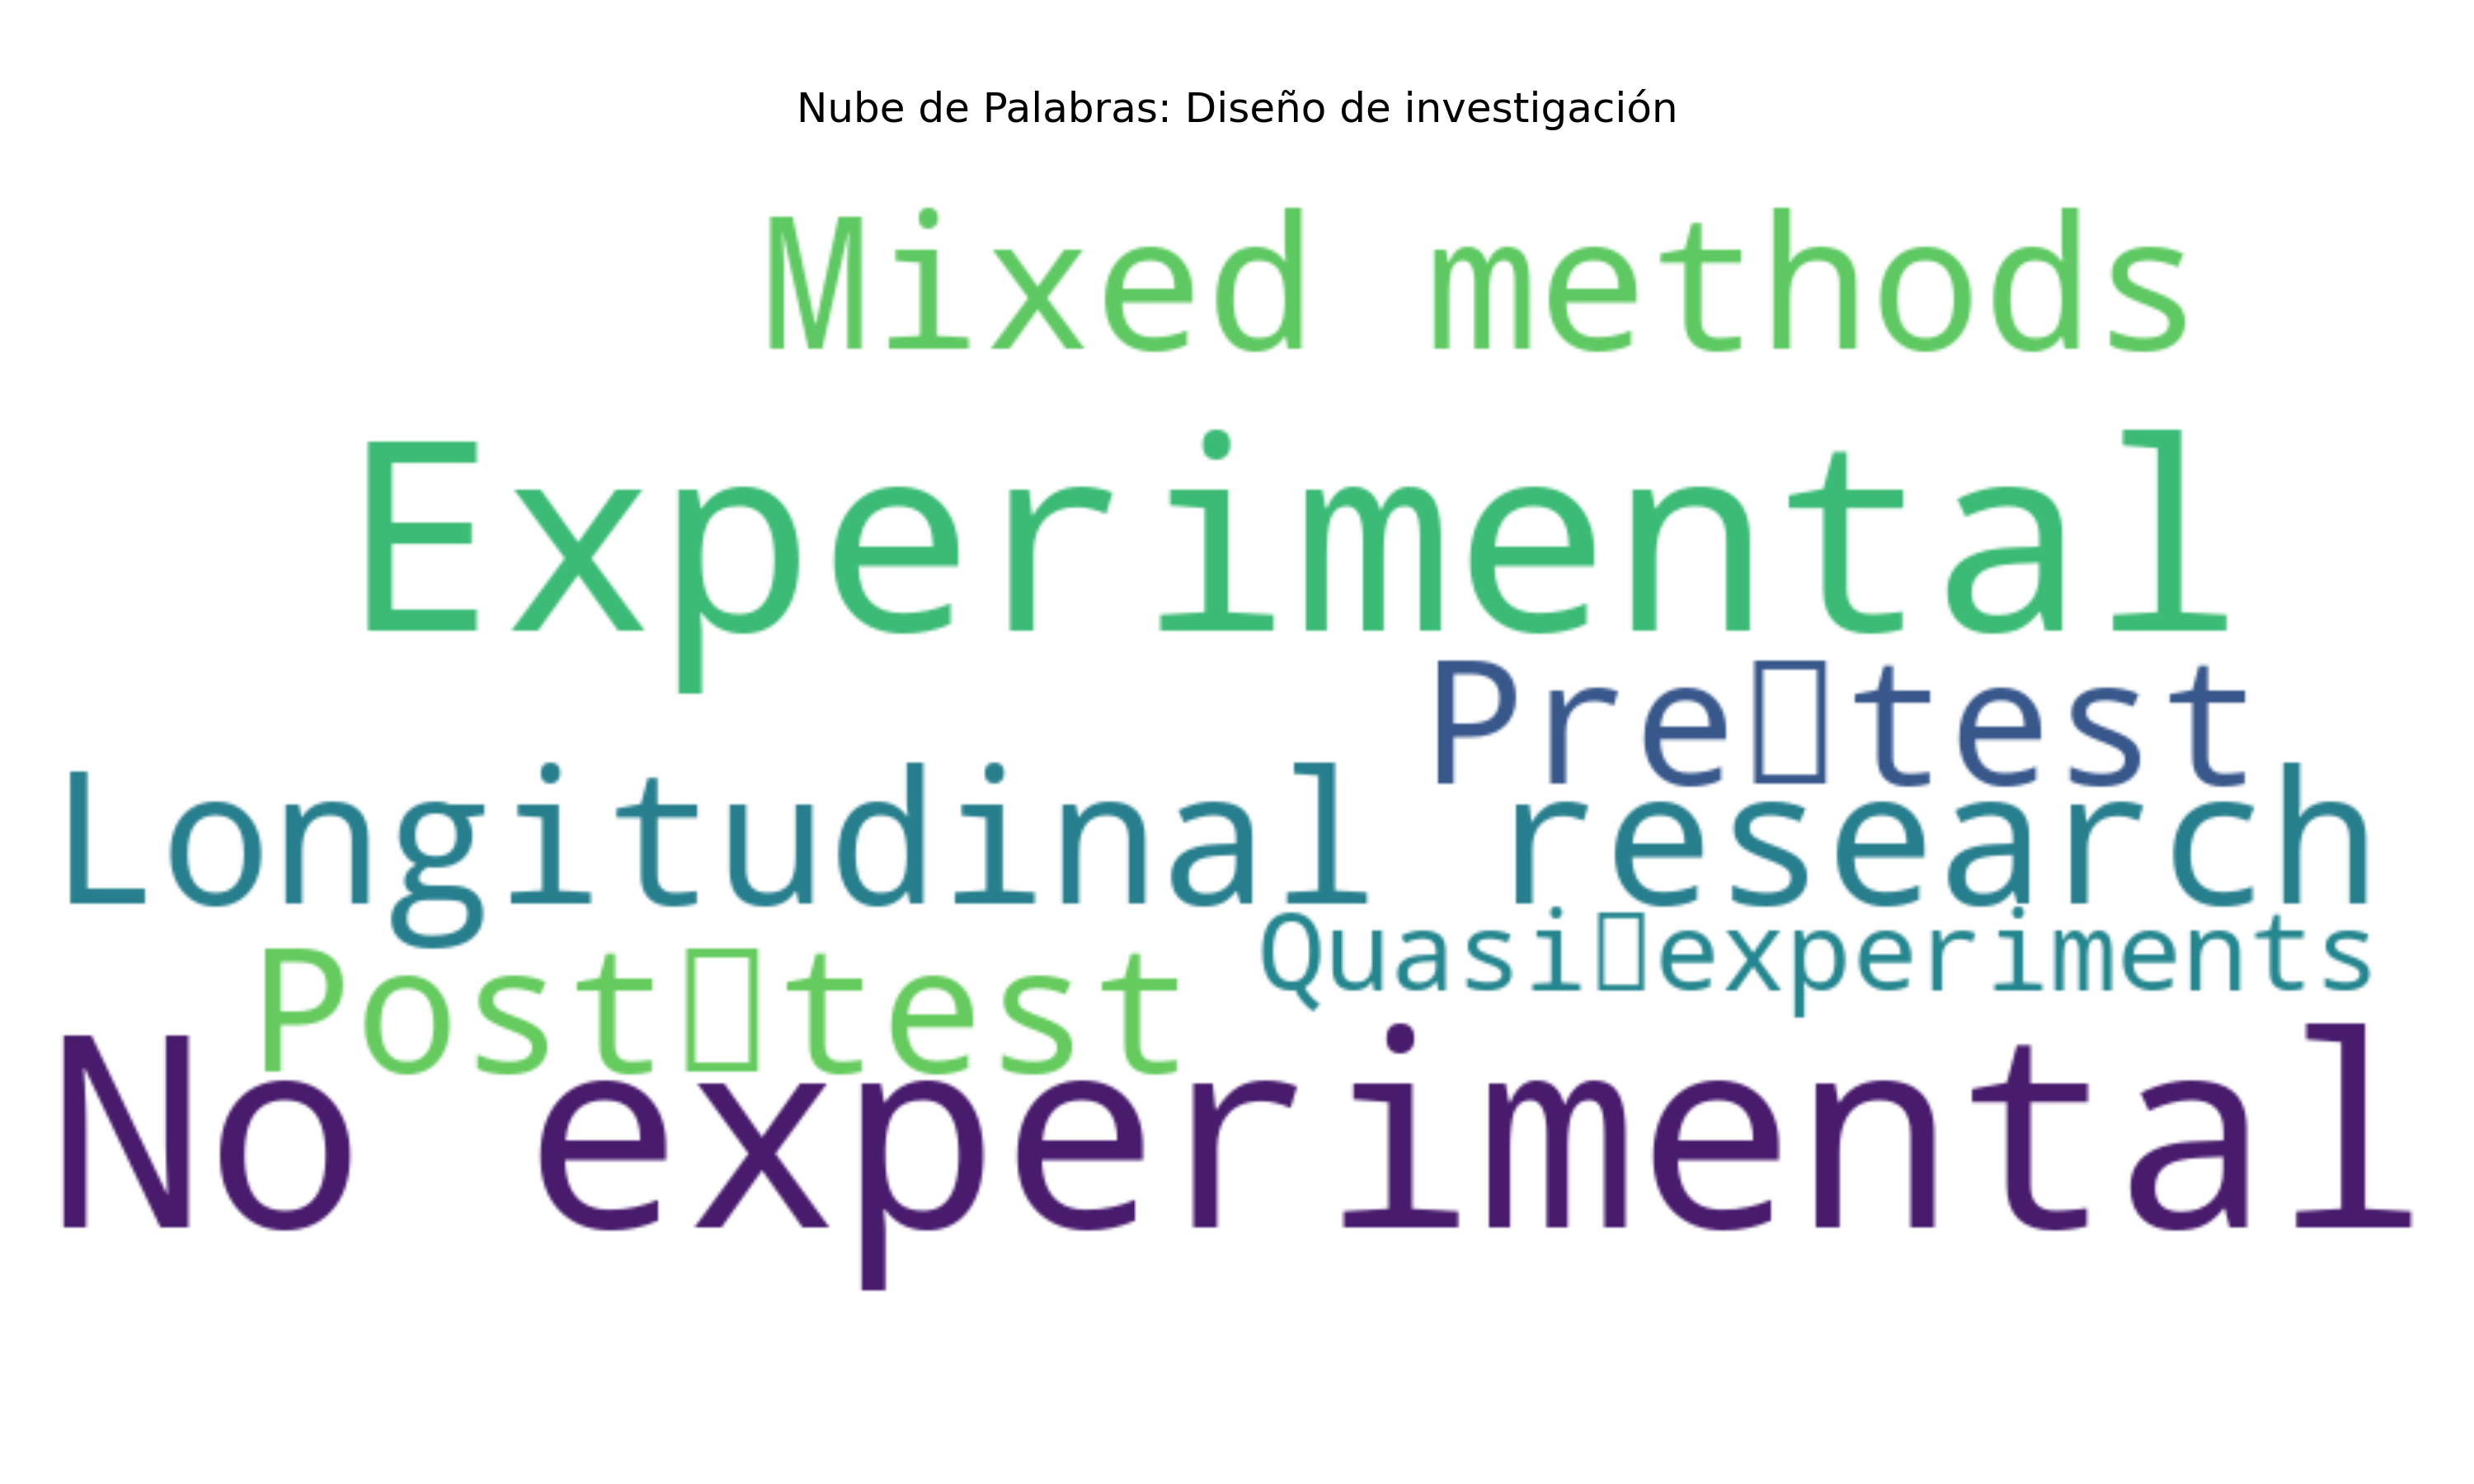 Nube de Palabras: Diseño de investigación
Mixed methods
Experimental
Pre▯test
Longitudinal research
Quasi▯experiments
Post▯test
No experimental